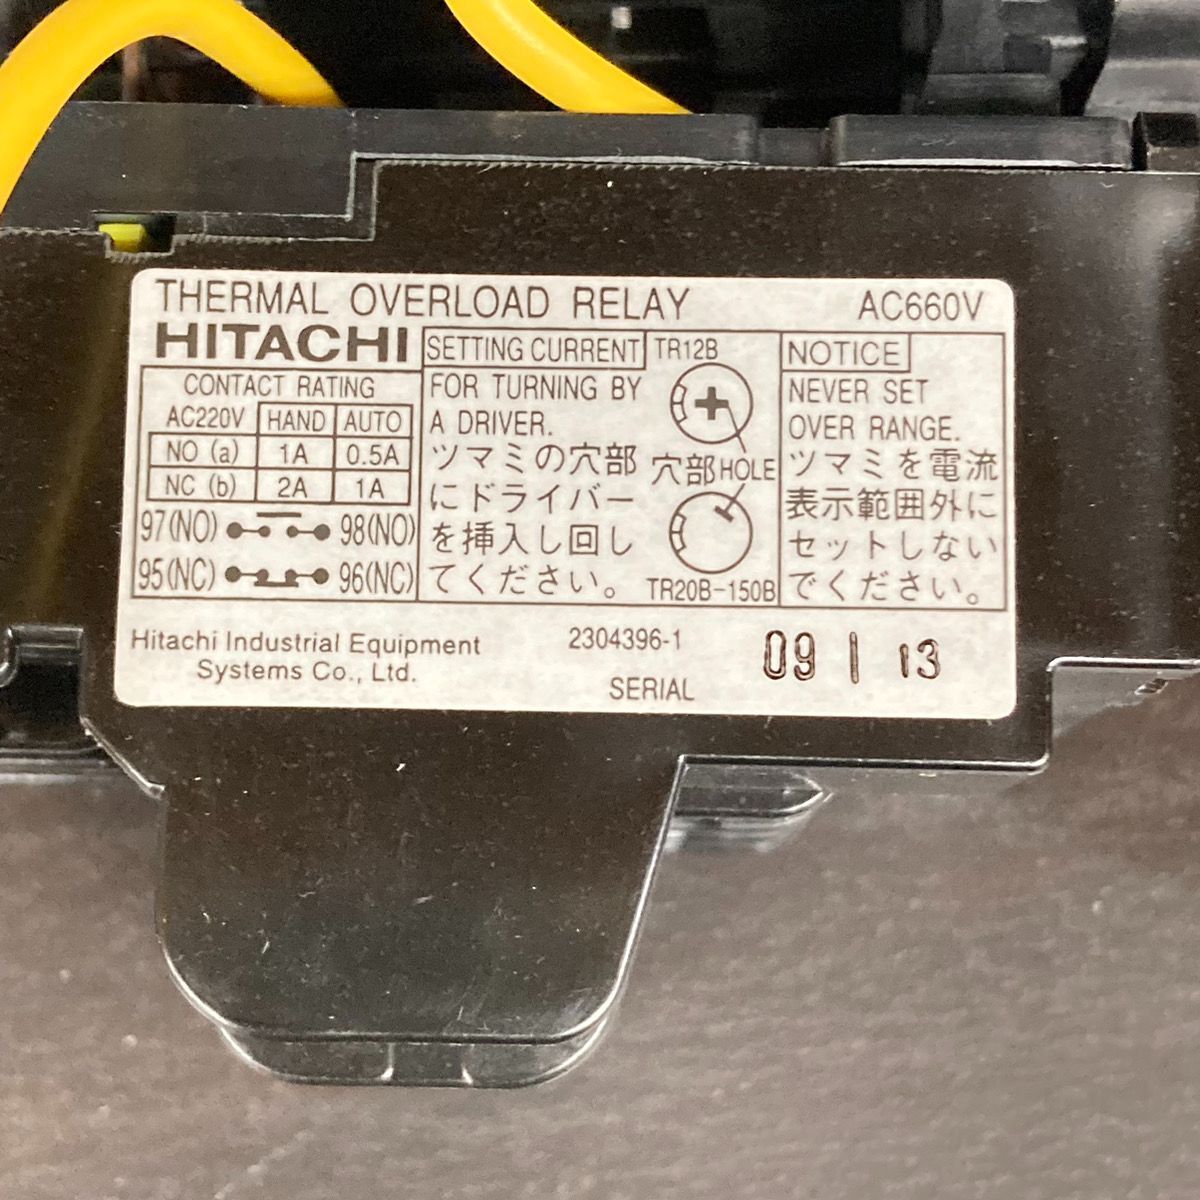 THERMAL OVERLOAD RELAY AC660V
HITACHI
CONTACT RATING
AC220V HAND AUTO
NO (a) 1A 0.5A
NC (b) 2A 1A
97(NO) 98(NO)
95(NC) 96(NC)
SETTING CURRENT
FOR TURNING BY
A DRIVER.
ツマミの穴部
にドライバー
を挿入し回し
てください。
TR12B
穴部HOLE
TR20B-150B
NOTICE
NEVER SET
OVER RANGE.
ツマミを電流
表示範囲外に
セットしない
でください。
Hitachi Industrial Equipment
Systems Co., Ltd.
2304396-1
SERIAL
09 | 13